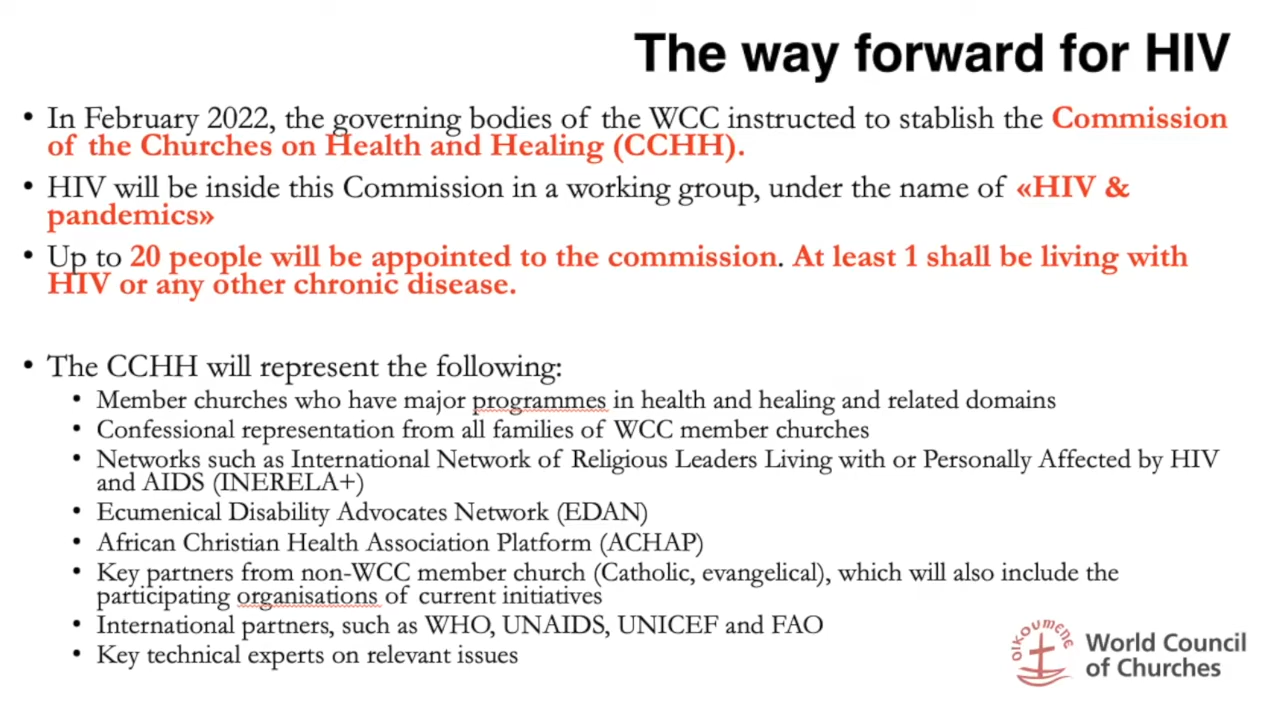 The way forward for HIV
• In February 2022, the governing bodies of the WCC instructed to stablish the Commission
of the Churches on Health and Healing (CCHH).
• HIV will be inside this Commission in a working group, under the name of «HIV &
pandemics»
• Up to 20 people will be appointed to the commission. At least 1 shall be living with
HIV or any other chronic disease.
• The CCHH will represent the following:
• Member churches who have major programmes in health and healing and related domains
• Confessional representation from all families of WCC member churches
• Networks such as International Network of Religious Leaders Living with or Personally Affected by HIV
and AIDS (INERELA+)
• Ecumenical Disability Advocates Network (EDAN)
• African Christian Health Association Platform (ACHAP)
• Key partners from non-WCC member church (Catholic, evangelical), which will also include the
participating organisations of current initiatives
• International partners, such as WHO, UNAIDS, UNICEF and FAO
• Key technical experts on relevant issues
OIKOUMENE
World Council
of Churches